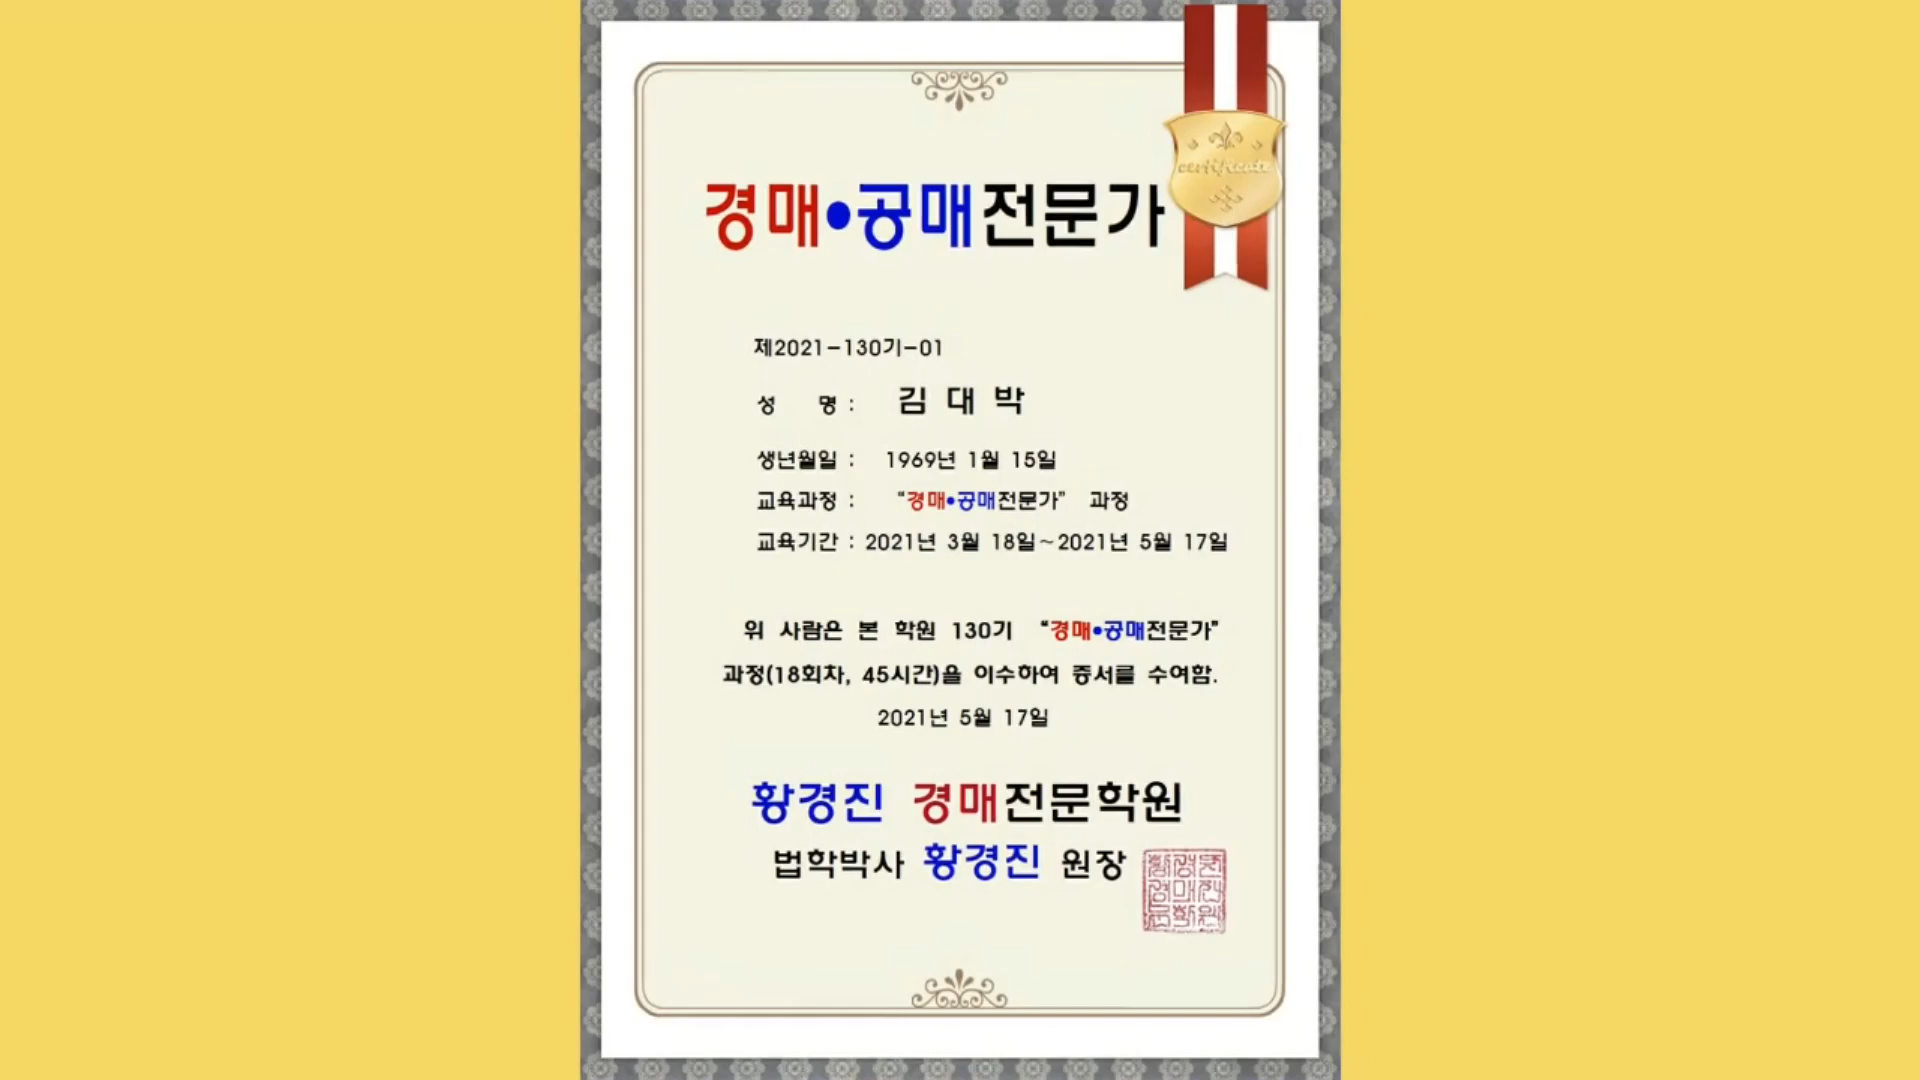 certificate
경매•공매전문가
제2021-130기-01
성 명 : 김 대 박
생년월일 : 1969년 1월 15일
교육과정 : “경매•공매전문가” 과정
교육기간 : 2021년 3월 18일~2021년 5월 17일
위 사람은 본 학원 130기 “경매•공매전문가”
과정(18회차, 45시간)을 이수하여 증서를 수여함.
2021년 5월 17일
황경진 경매전문학원
법학박사 황경진 원장